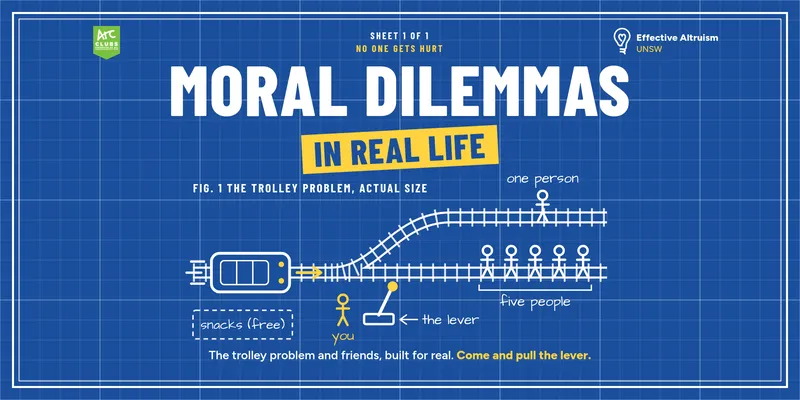 Arc
CLUBS
SHEET 1 OF 1
NO ONE GETS HURT
Effective Altruism
UNSW
MORAL DILEMMAS
IN REAL LIFE
FIG. 1 THE TROLLEY PROBLEM, ACTUAL SIZE
one person
five people
the lever
you
snacks (free)
The trolley problem and friends, built for real. Come and pull the lever.